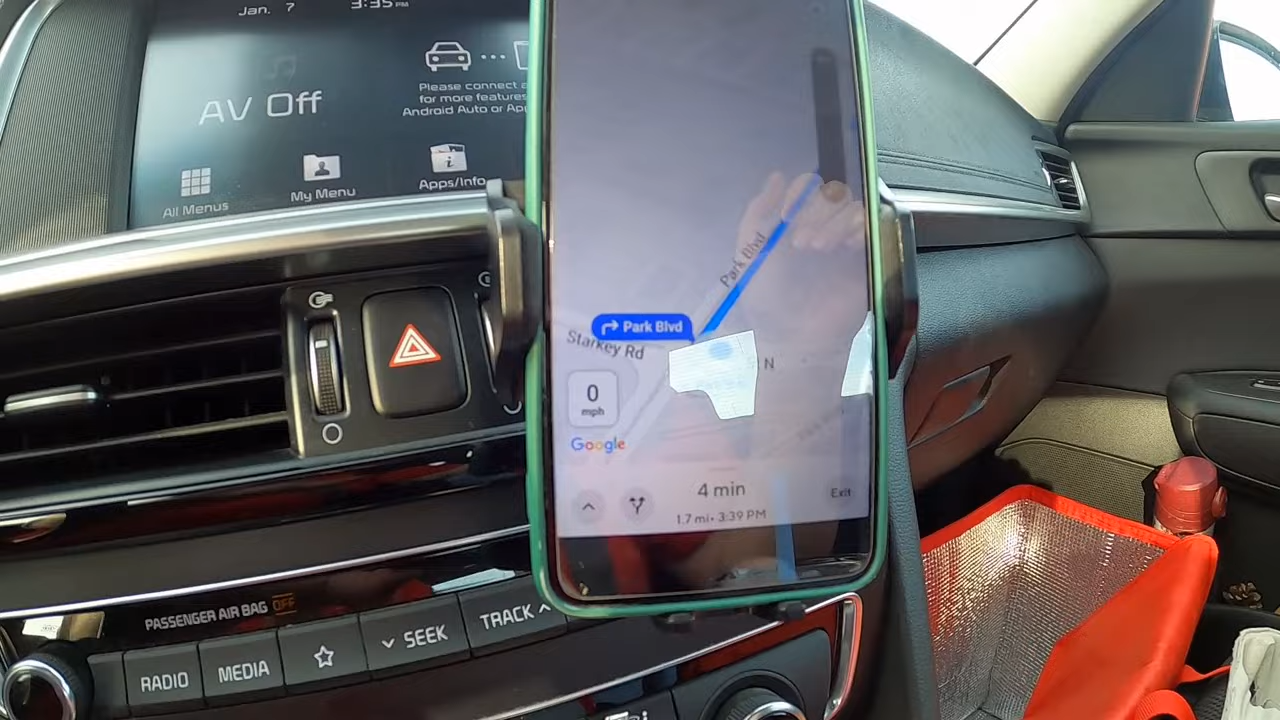 Jan. 7 3:35 PM
AV Off
Please connect a
for more features
Android Auto or App
All Menus
My Menu
Apps/Info
Park Blvd
Park Blvd
Starkey Rd
N
0
mph
Google
4 min
1.7 mi • 3:39 PM
Exit
PASSENGER AIR BAG OFF
RADIO
MEDIA
SEEK
TRACK